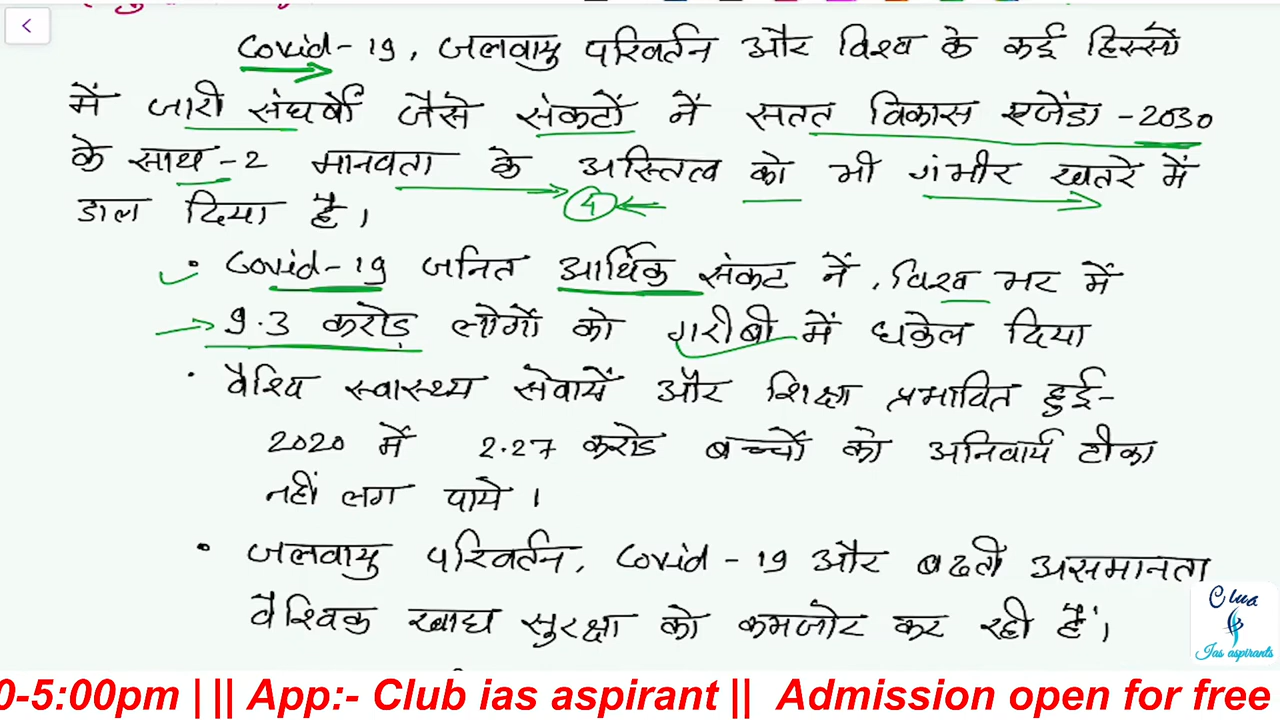 Covid-19, जलवायु परिवर्तन और विश्व के कई हिस्सों
में जारी संघर्षों जैसे संकटों में सतत विकास एजेंडा-2030
के साथ-2 मानवता के अस्तित्व को भी गंभीर खतरे में
4
डाल दिया है।
• Covid-19 जनित आर्थिक संकट नें, विश्व भर में
9.3 करोड़ लोगों को गरीबी में धकेल दिया
• वैश्वि स्वास्थ्य सेवायें और शिक्षा प्रभावित हुई-
2020 में 2.27 करोड बच्चों को अनिवार्य टीका
नहीं लग पाये।
• जलवायु परिवर्तन, Covid-19 और बढती असमानता
वैश्विक खाद्य सुरक्षा को कमजोर कर रही हैं।
Club
Ias aspirants
0-5:00pm | || App:- Club ias aspirant || Admission open for free